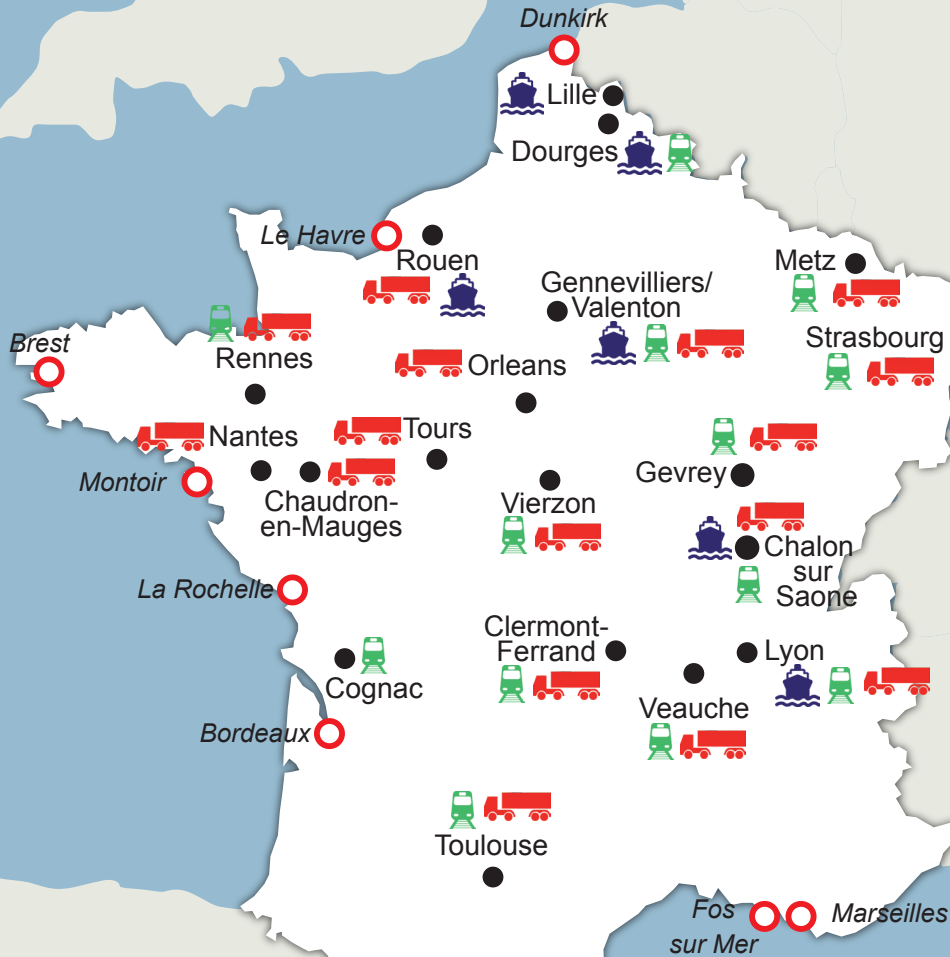 Dunkirk
Lille
Dourges
Le Havre
Rouen
Metz
Gennevilliers/
Valenton
Strasbourg
Brest
Rennes
Orleans
Nantes
Tours
Gevrey
Montoir
Chaudron-
en-Mauges
Vierzon
Chalon
sur
Saone
La Rochelle
Clermont-
Ferrand
Lyon
Cognac
Veauche
Bordeaux
Toulouse
Fos
sur Mer
Marseilles